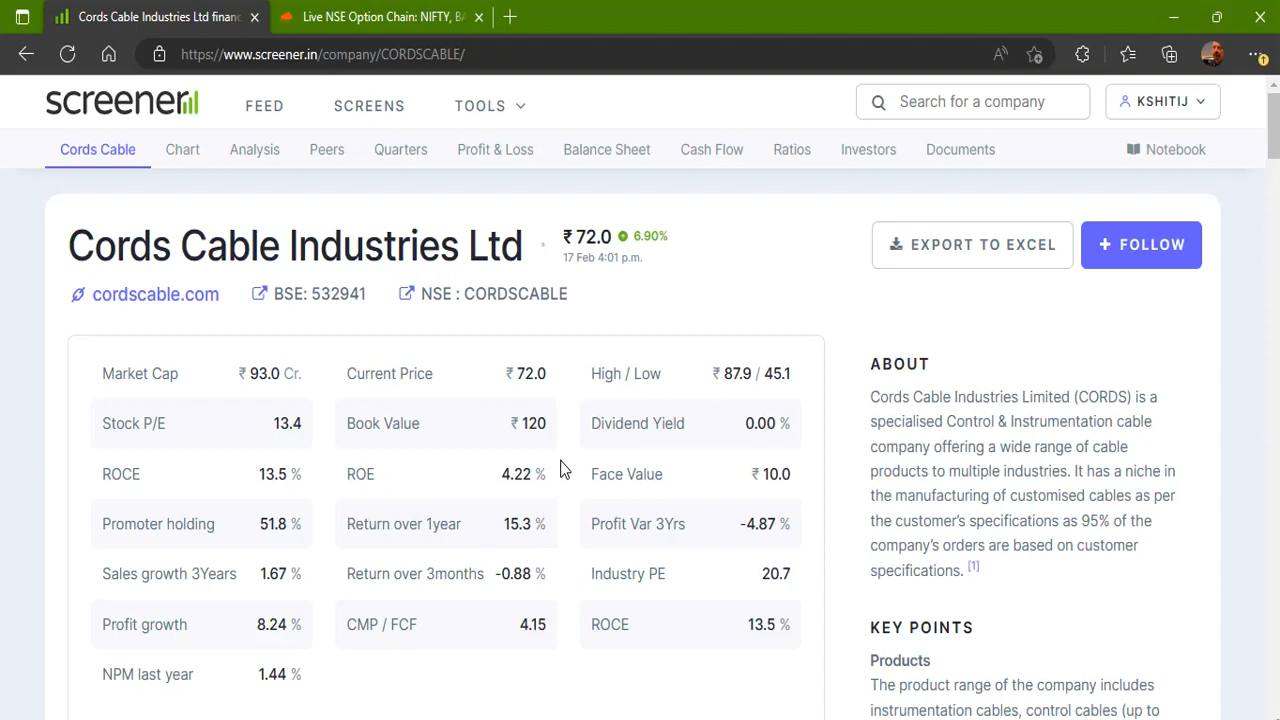 Cords Cable Industries Ltd financ
Live NSE Option Chain: NIFTY, BA
https://www.screener.in/company/CORDSCABLE/
screener
FEED SCREENS TOOLS
Search for a company
KSHITIJ
Cords Cable Chart Analysis Peers Quarters Profit & Loss Balance Sheet Cash Flow Ratios Investors Documents Notebook
Cords Cable Industries Ltd
₹ 72.0 6.90%
17 Feb 4:01 p.m.
EXPORT TO EXCEL
+ FOLLOW
cordscable.com BSE: 532941 NSE : CORDSCABLE
Market Cap ₹ 93.0 Cr. Current Price ₹ 72.0 High / Low ₹ 87.9 / 45.1
Stock P/E 13.4 Book Value ₹ 120 Dividend Yield 0.00 %
ROCE 13.5 % ROE 4.22 % Face Value ₹ 10.0
Promoter holding 51.8 % Return over 1year 15.3 % Profit Var 3Yrs -4.87 %
Sales growth 3Years 1.67 % Return over 3months -0.88 % Industry PE 20.7
Profit growth 8.24 % CMP / FCF 4.15 ROCE 13.5 %
NPM last year 1.44 %
ABOUT
Cords Cable Industries Limited (CORDS) is a
specialised Control & Instrumentation cable
company offering a wide range of cable
products to multiple industries. It has a niche in
the manufacturing of customised cables as per
the customer's specifications as 95% of the
company's orders are based on customer
specifications. [1]
KEY POINTS
Products
The product range of the company includes
instrumentation cables, control cables (up to